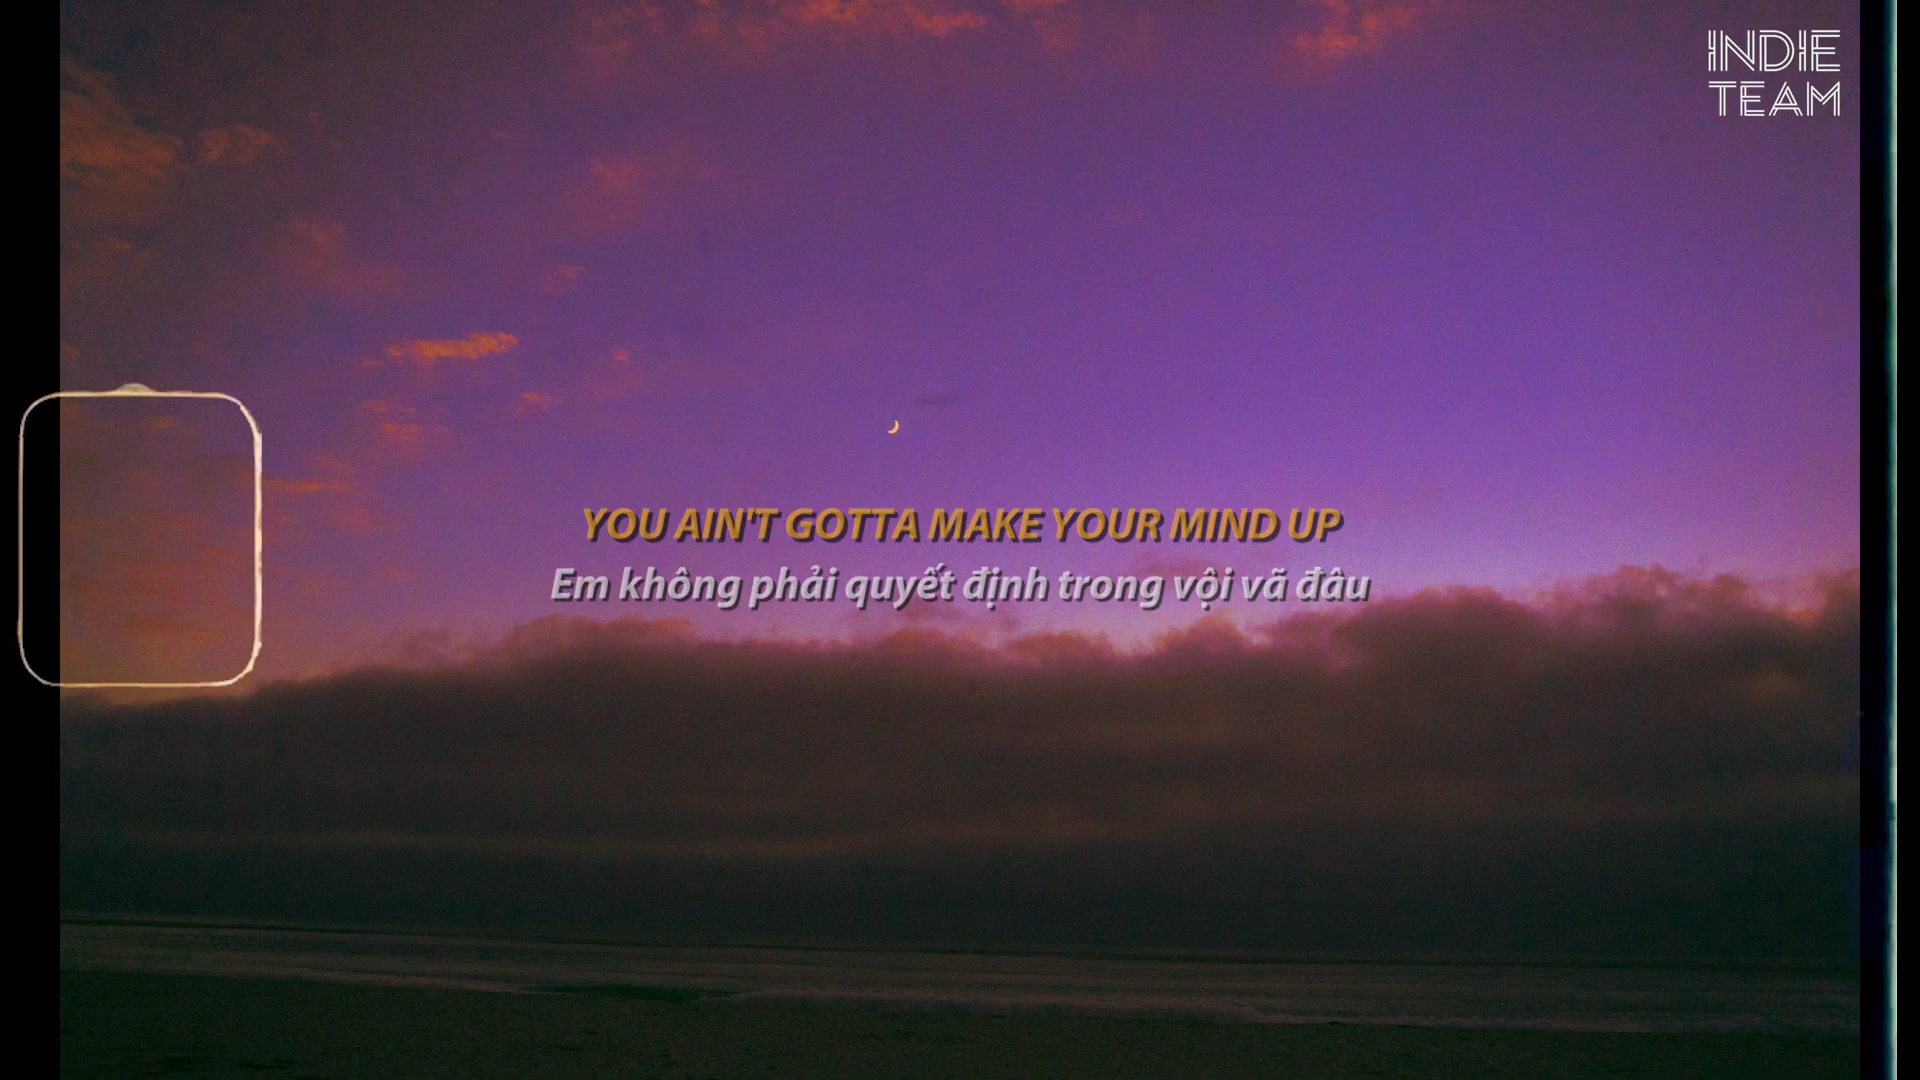 INDIE
TEAM
YOU AIN'T GOTTA MAKE YOUR MIND UP
Em không phải quyết định trong vội vã đâu